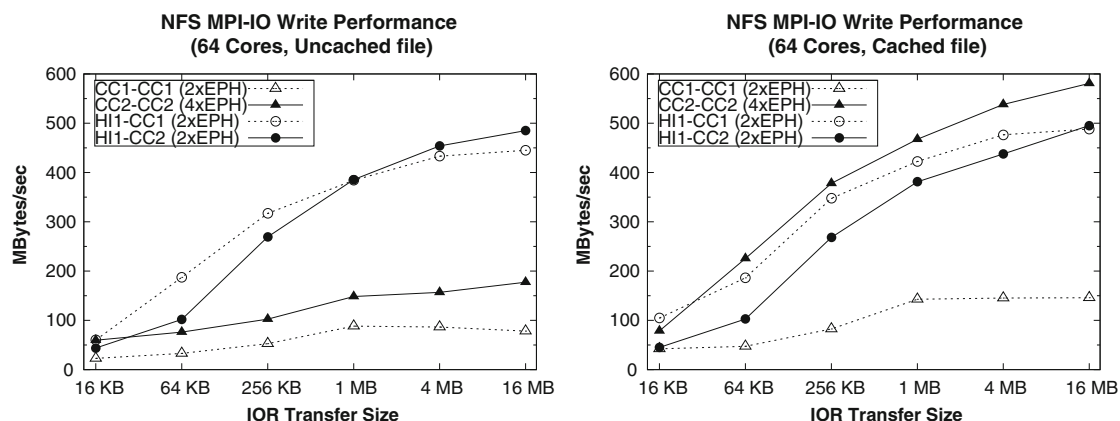 NFS MPI-IO Write Performance
(64 Cores, Uncached file)
600
500
400
300
200
100
0
MBytes/sec
CC1-CC1 (2xEPH)
CC2-CC2 (4xEPH)
HI1-CC1 (2xEPH)
HI1-CC2 (2xEPH)
16 KB 64 KB 256 KB 1 MB 4 MB 16 MB
IOR Transfer Size
NFS MPI-IO Write Performance
(64 Cores, Cached file)
600
500
400
300
200
100
0
MBytes/sec
CC1-CC1 (2xEPH)
CC2-CC2 (4xEPH)
HI1-CC1 (2xEPH)
HI1-CC2 (2xEPH)
16 KB 64 KB 256 KB 1 MB 4 MB 16 MB
IOR Transfer Size